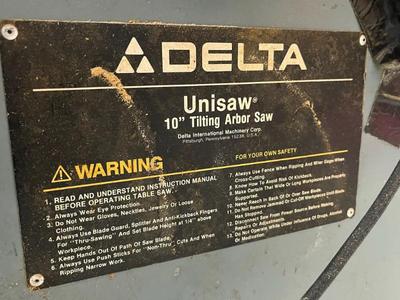 DELTA
Unisaw®
10" Tilting Arbor Saw
Delta International Machinery Corp.
Pittsburgh, Pennsylvania 15238, U.S.A.
WARNING
FOR YOUR OWN SAFETY
1. READ AND UNDERSTAND INSTRUCTION MANUAL
BEFORE OPERATING TABLE SAW.
2. Always Wear Eye Protection.
3. Do Not Wear Gloves, Neckties, Jewelry Or Loose
Clothing.
4. Always Use Blade Guard, Splitter And Anti-Kickback Fingers
For "Thru-Sawing" And Set Blade Height at 1/4" above
Workpiece.
5. Keep Hands Out Of Path Of Saw Blade.
6. Always Use Push Sticks For "Non-Thru" Cuts And When
Ripping Narrow Work.
7. Always Use Fence When Ripping And Miter Gage When
Cross-Cutting.
8. Know How To Avoid Risk Of Kickback.
9. Make Certain That Wide Or Long Workpieces Are Properly
Supported.
10. Never Reach In Back Of Or Over Saw Blade.
11. Do Not Remove Jammed Or Cut-Off Workpieces Until Blade
Has Stopped.
12. Disconnect Saw From Power Source Before Making
Repairs Or Adjustments.
13. Do Not Operate While Under Influence Of Drugs, Alcohol
Or Medication.